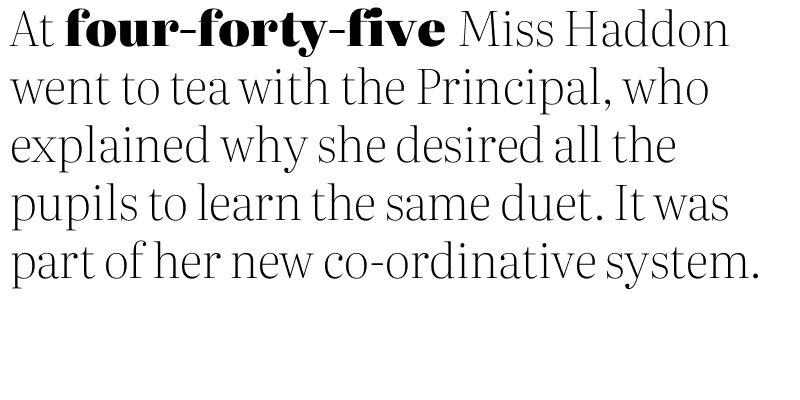 At four-forty-five Miss Haddon
went to tea with the Principal, who
explained why she desired all the
pupils to learn the same duet. It was
part of her new co-ordinative system.